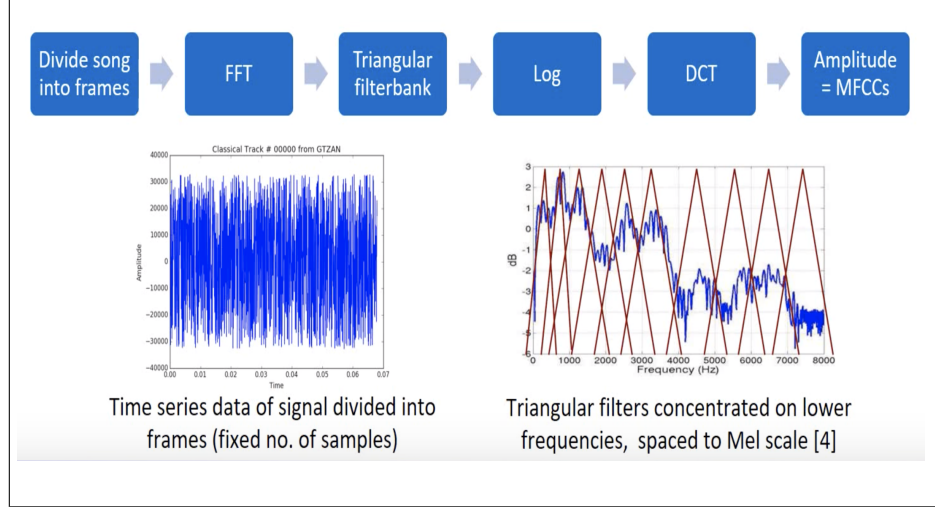 Divide song
into frames
FFT
Triangular
filterbank
Log
DCT
Amplitude
= MFCCs
Classical Track # 00000 from GTZAN
40000
30000
20000
10000
0
−10000
−20000
−30000
−40000
Amplitude
0.00 0.01 0.02 0.03 0.04 0.05 0.06 0.07
Time
3
2
1
0
-1
-2
-3
-4
-5
-6
dB
0 1000 2000 3000 4000 5000 6000 7000 8000
Frequency (Hz)
Time series data of signal divided into
frames (fixed no. of samples)
Triangular filters concentrated on lower
frequencies, spaced to Mel scale [4]